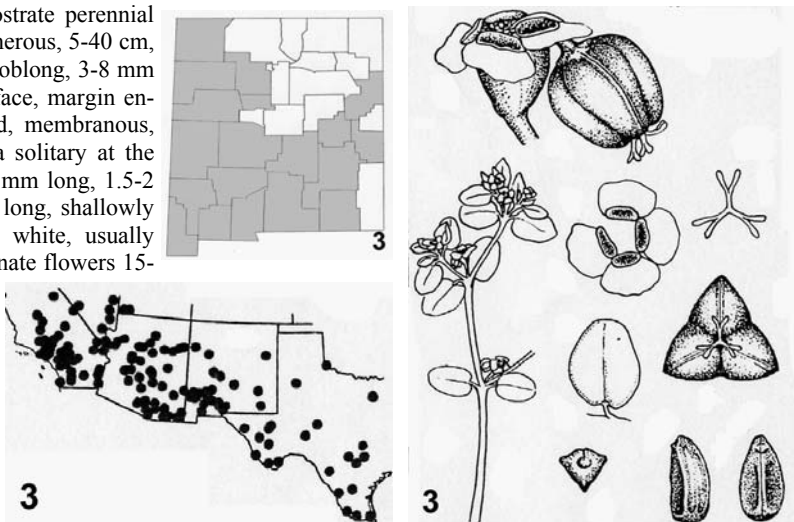 ostrate perennial
nerous, 5-40 cm,
oblong, 3-8 mm
face, margin en-
d, membranous,
a solitary at the
mm long, 1.5-2
long, shallowly
white, usually
nate flowers 15-
3
3
3